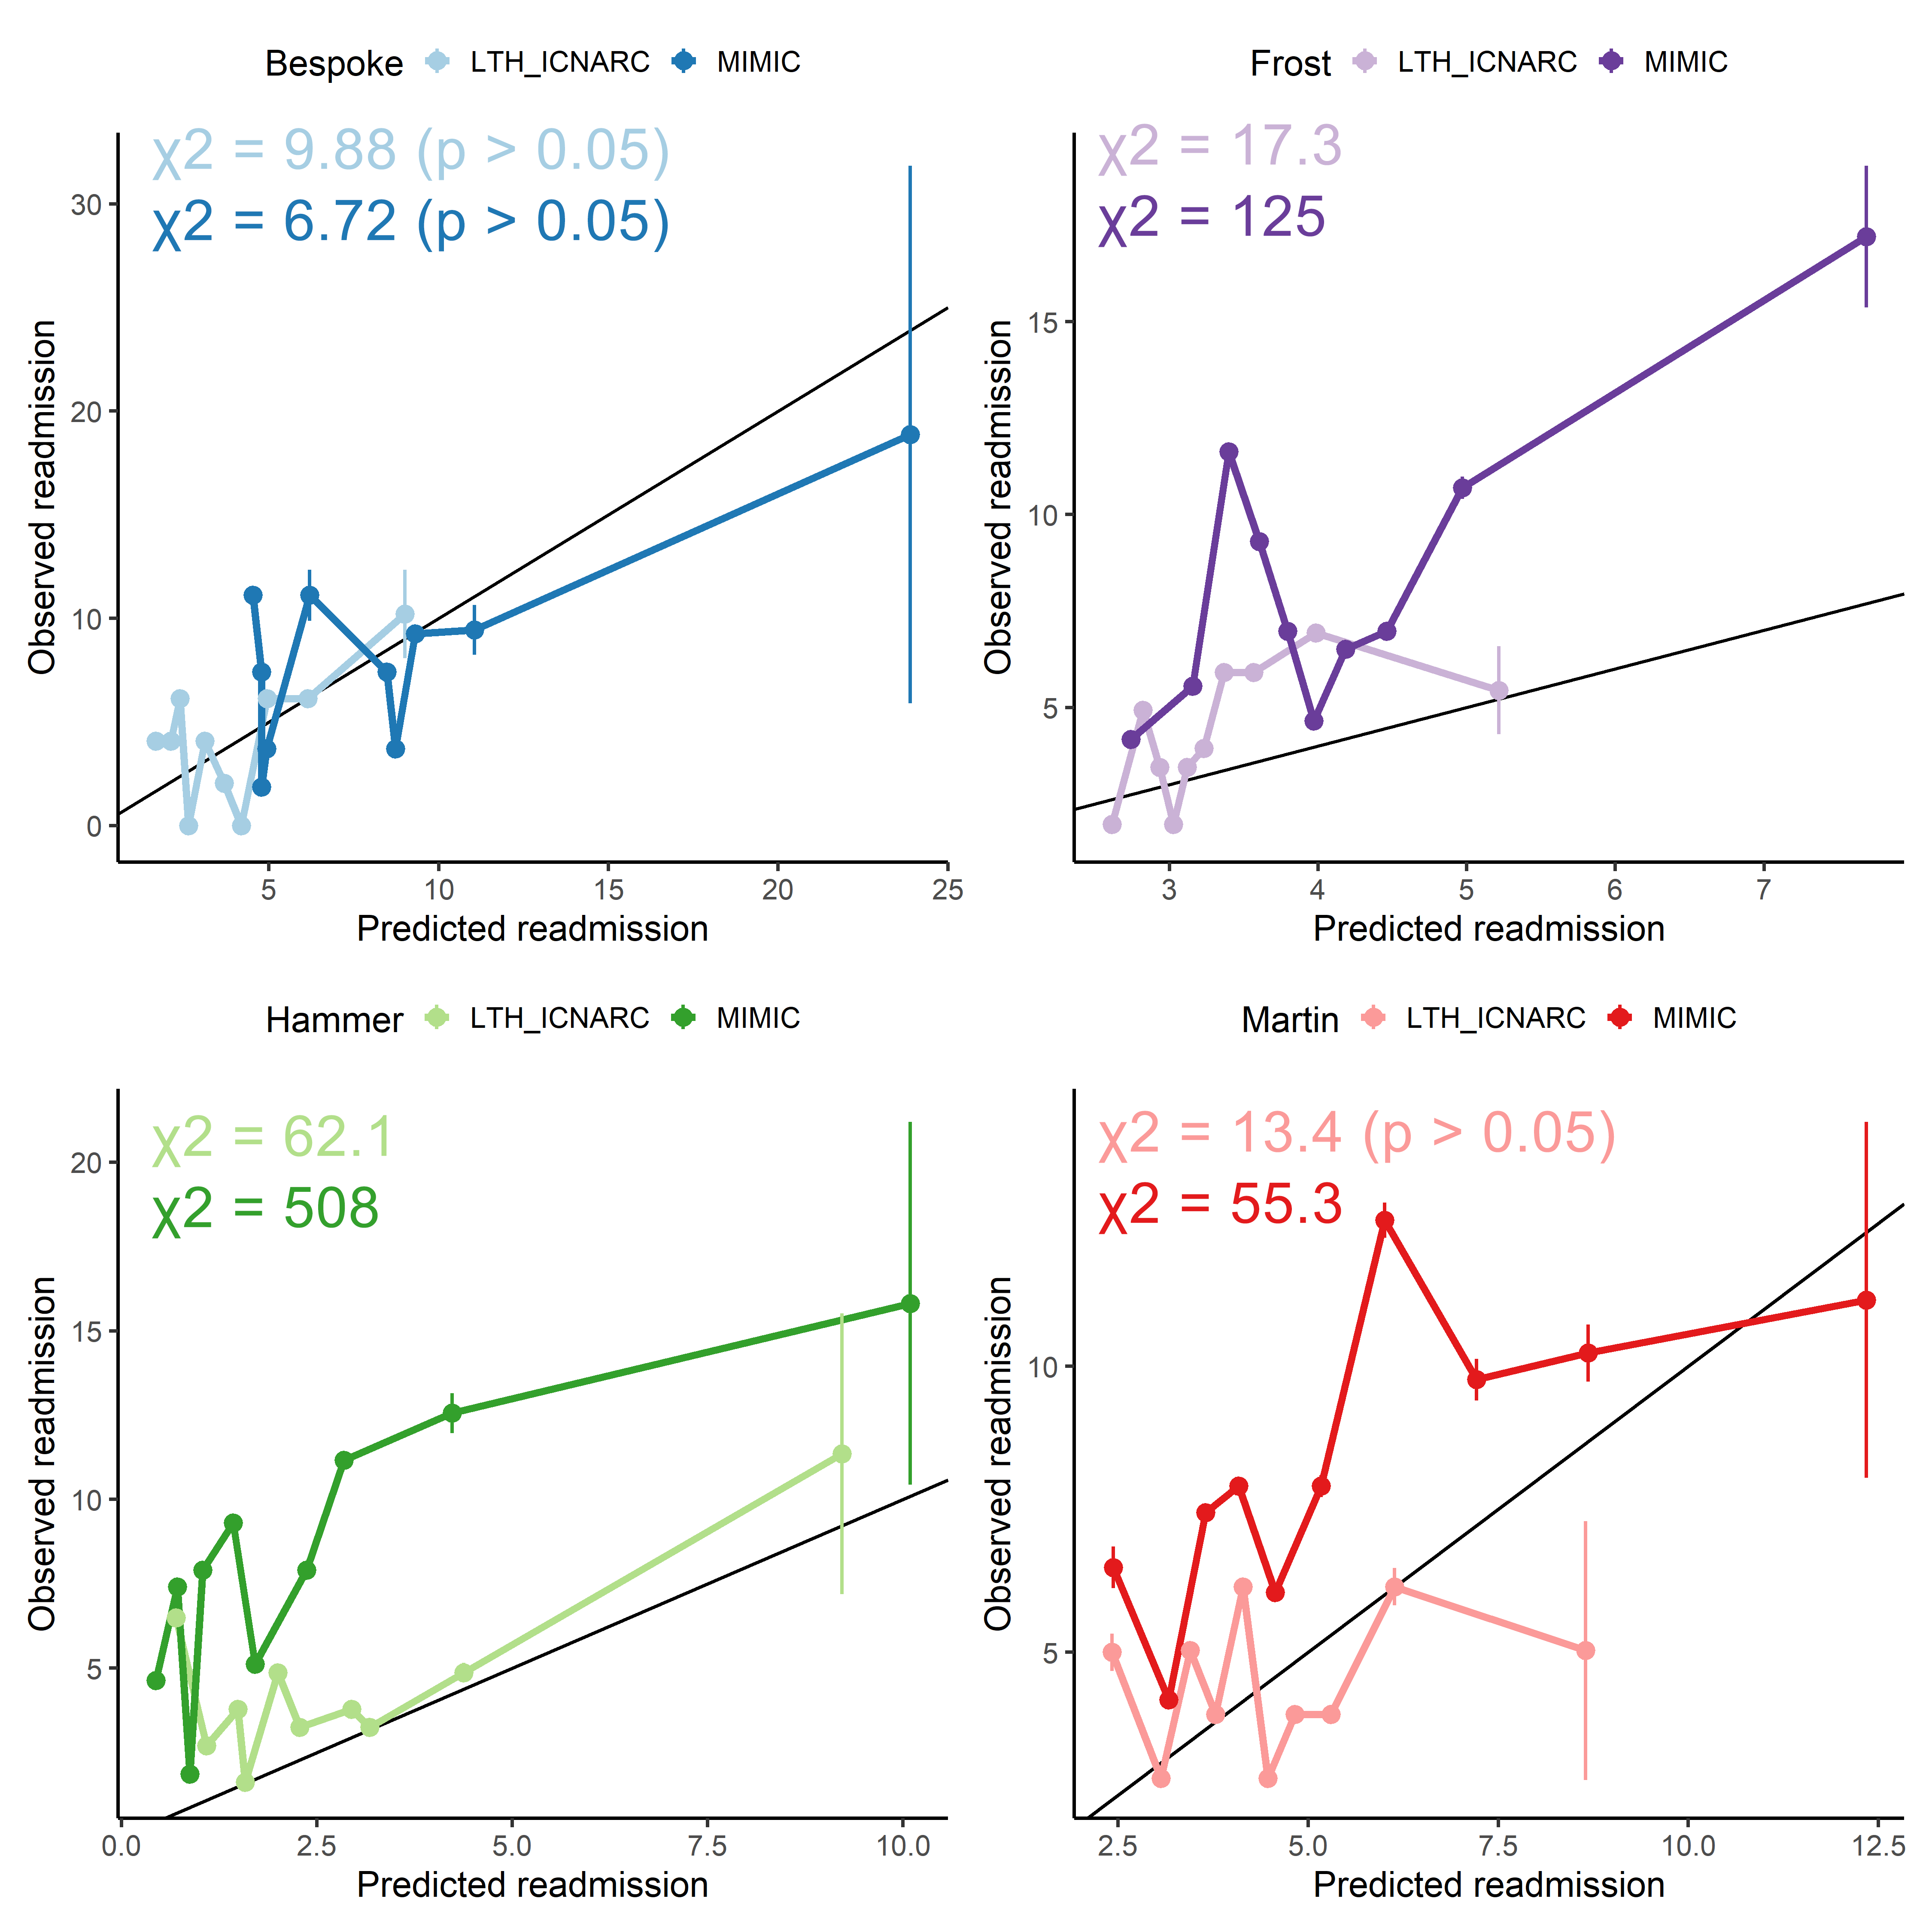 Bespoke LTH_ICNARC MIMIC
χ2 = 9.88 (p > 0.05)
χ2 = 6.72 (p > 0.05)
Observed readmission
30
20
10
0
5 10 15 20 25
Predicted readmission
Frost LTH_ICNARC MIMIC
χ2 = 17.3
χ2 = 125
Observed readmission
15
10
5
3 4 5 6 7
Predicted readmission
Hammer LTH_ICNARC MIMIC
χ2 = 62.1
χ2 = 508
Observed readmission
20
15
10
5
0.0 2.5 5.0 7.5 10.0
Predicted readmission
Martin LTH_ICNARC MIMIC
χ2 = 13.4 (p > 0.05)
χ2 = 55.3
Observed readmission
10
5
2.5 5.0 7.5 10.0 12.5
Predicted readmission